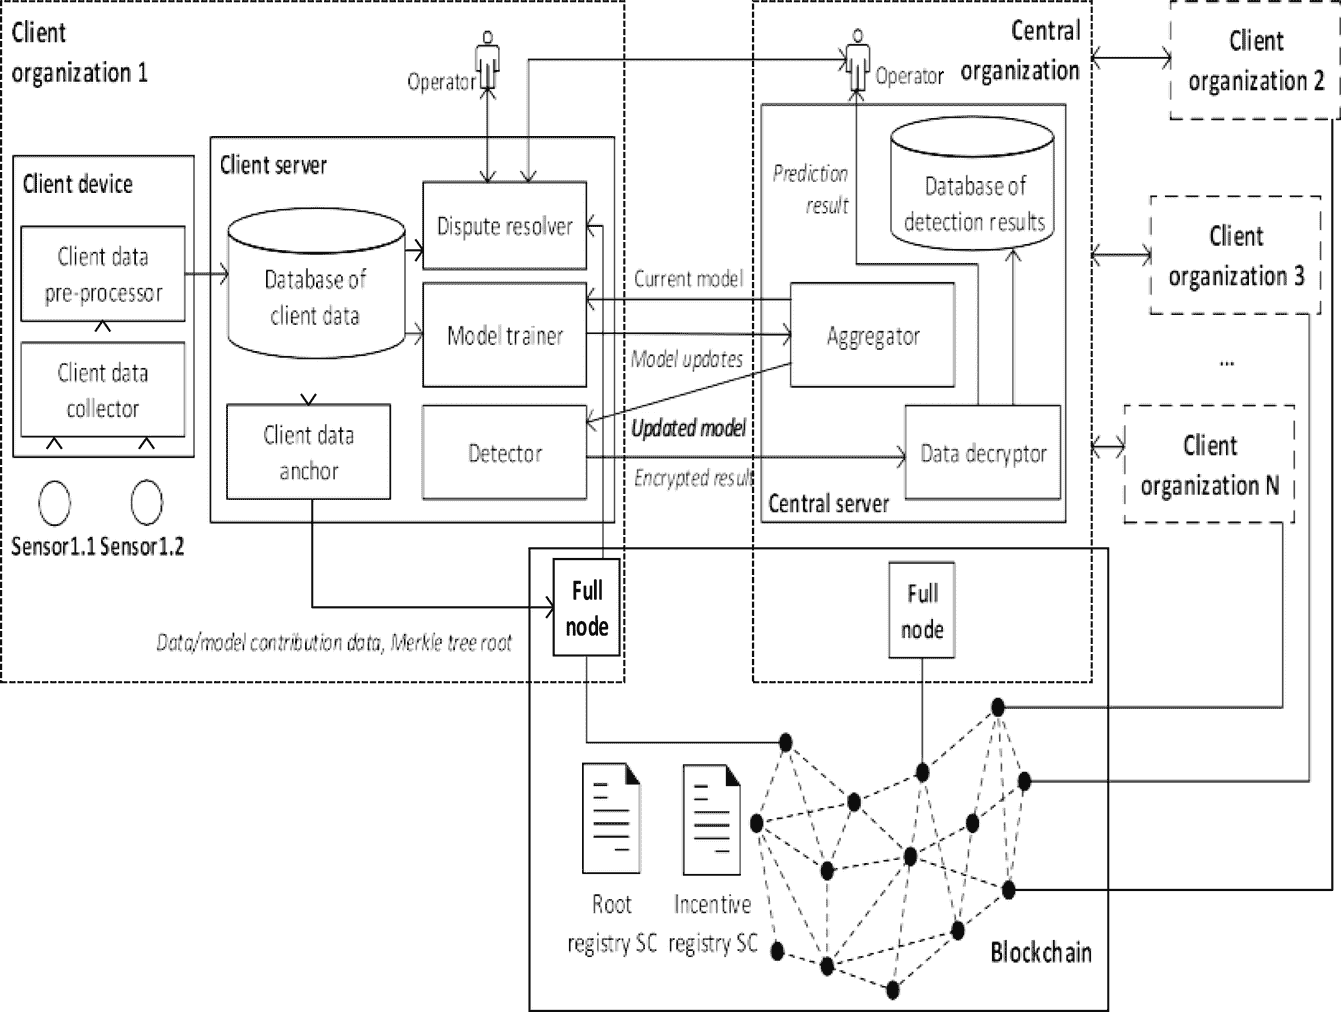 Client
organization 1
Operator
Client device
Client data
pre-processor
Client data
collector
Sensor1.1
Sensor1.2
Client server
Database of
client data
Client data
anchor
Dispute resolver
Model trainer
Detector
Current model
Model updates
Updated model
Encrypted result
Central
organization
Operator
Prediction
result
Database of
detection results
Aggregator
Data decryptor
Central server
Client
organization 2
Client
organization 3
...
Client
organization N
Data/model contribution data, Merkle tree root
Full
node
Full
node
Root
registry SC
Incentive
registry SC
Blockchain